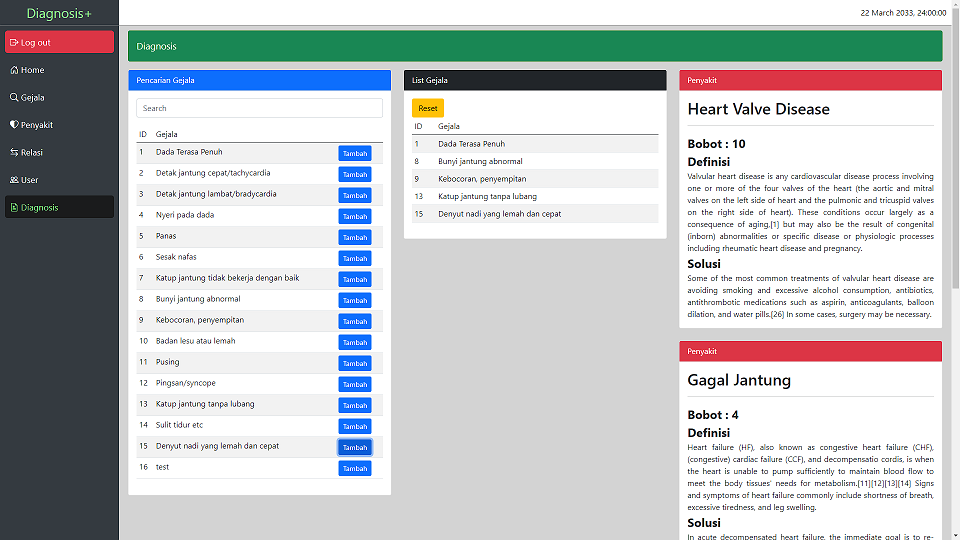 Diagnosis+
22 March 2033, 24:00:00
Log out
Home
Gejala
Penyakit
Relasi
User
Diagnosis
Diagnosis
Pencarian Gejala
Search
ID Gejala
1 Dada Terasa Penuh Tambah
2 Detak jantung cepat/tachycardia Tambah
3 Detak jantung lambat/bradycardia Tambah
4 Nyeri pada dada Tambah
5 Panas Tambah
6 Sesak nafas Tambah
7 Katup jantung tidak bekerja dengan baik Tambah
8 Bunyi jantung abnormal Tambah
9 Kebocoran, penyempitan Tambah
10 Badan lesu atau lemah Tambah
11 Pusing Tambah
12 Pingsan/syncope Tambah
13 Katup jantung tanpa lubang Tambah
14 Sulit tidur etc Tambah
15 Denyut nadi yang lemah dan cepat Tambah
16 test Tambah
List Gejala
Reset
ID Gejala
1 Dada Terasa Penuh
8 Bunyi jantung abnormal
9 Kebocoran, penyempitan
13 Katup jantung tanpa lubang
15 Denyut nadi yang lemah dan cepat
Penyakit
Heart Valve Disease
Bobot : 10
Definisi
Valvular heart disease is any cardiovascular disease process involving
one or more of the four valves of the heart (the aortic and mitral
valves on the left side of heart and the pulmonic and tricuspid valves
on the right side of heart). These conditions occur largely as a
consequence of aging,[1] but may also be the result of congenital
(inborn) abnormalities or specific disease or physiologic processes
including rheumatic heart disease and pregnancy.
Solusi
Some of the most common treatments of valvular heart disease are
avoiding smoking and excessive alcohol consumption, antibiotics,
antithrombotic medications such as aspirin, anticoagulants, balloon
dilation, and water pills.[26] In some cases, surgery may be necessary.
Penyakit
Gagal Jantung
Bobot : 4
Definisi
Heart failure (HF), also known as congestive heart failure (CHF),
(congestive) cardiac failure (CCF), and decompensatio cordis, is when
the heart is unable to pump sufficiently to maintain blood flow to
meet the body tissues' needs for metabolism.[11][12][13][14] Signs
and symptoms of heart failure commonly include shortness of breath,
excessive tiredness, and leg swelling.
Solusi
In acute decompensated heart failure, the immediate goal is to re-